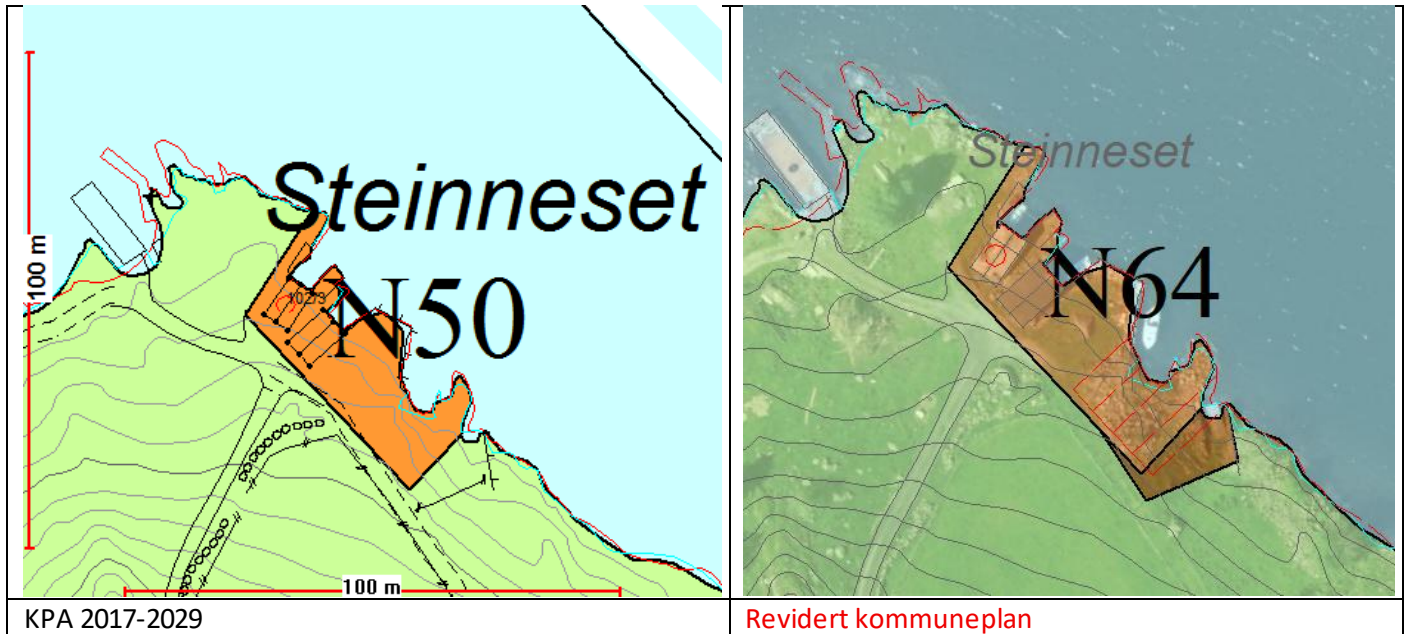 Steinneset
N50
100 m
100 m
KPA 2017-2029
Steinneset
N64
Revidert kommuneplan